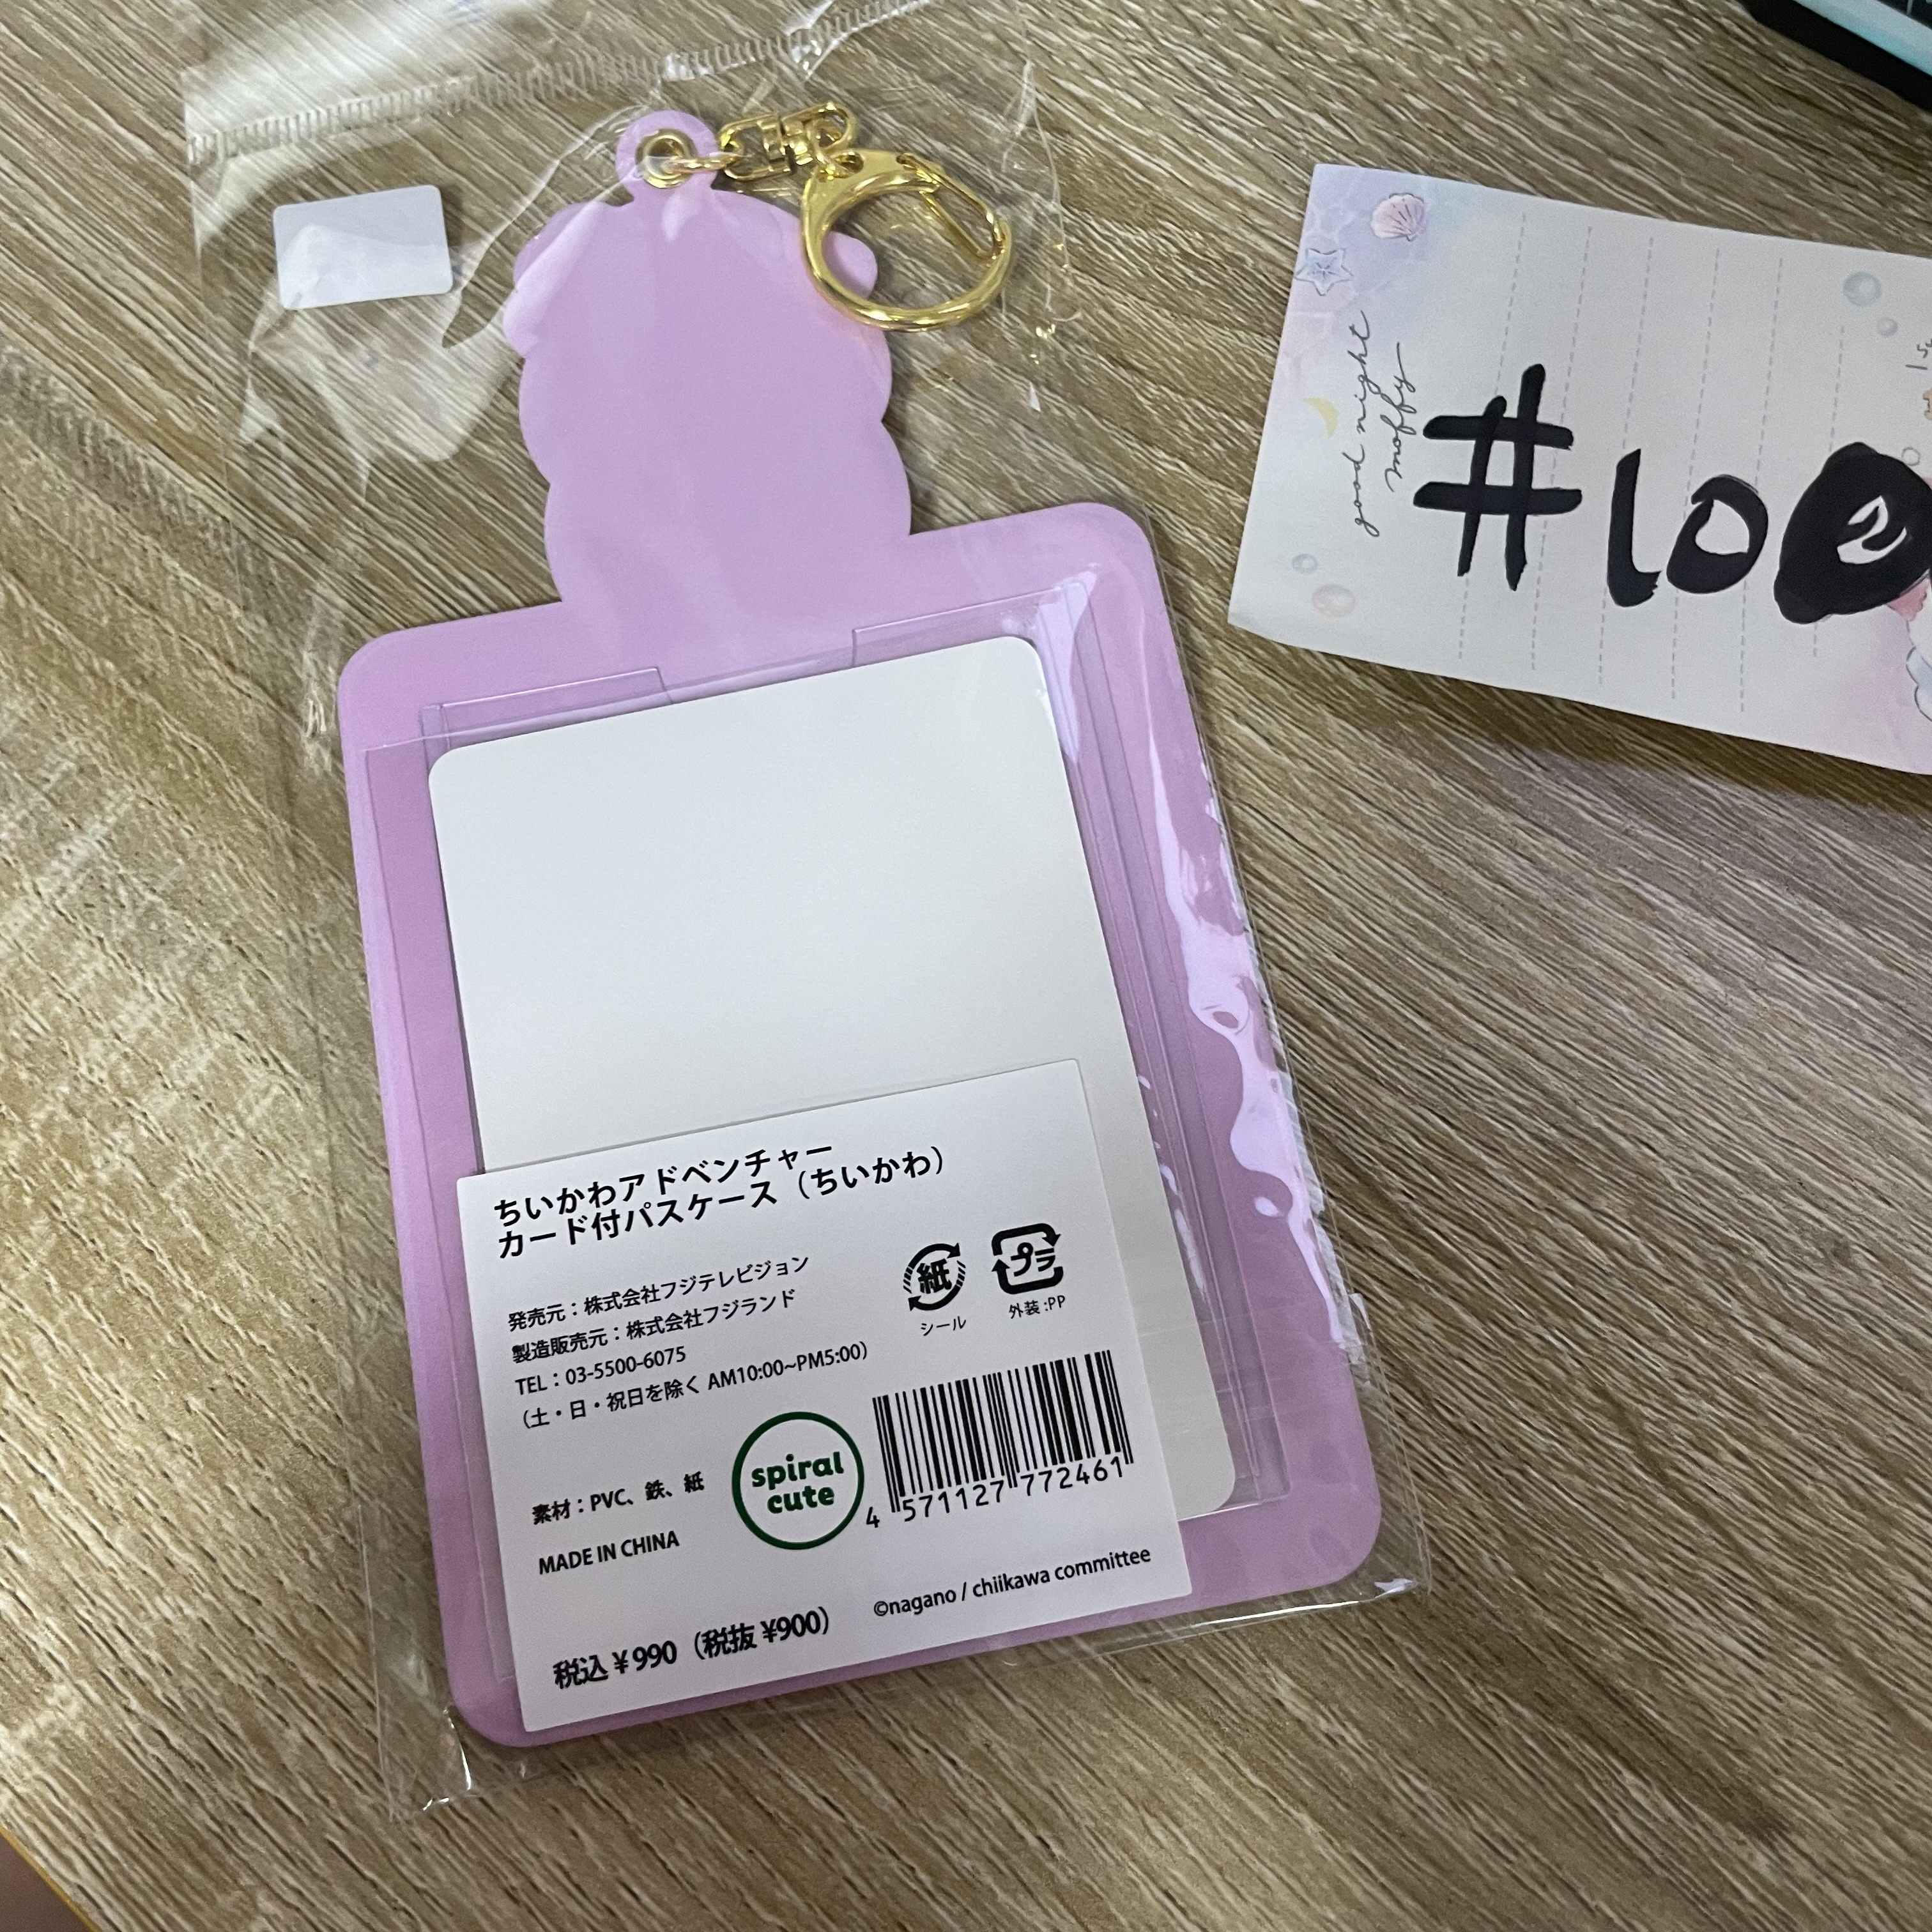 ちいかわアドベンチャー
カード付パスケース（ちいかわ）
発売元：株式会社フジテレビジョン
製造販売元：株式会社フジランド
TEL：03-5500-6075
（土・日・祝日を除く AM10:00~PM5:00）
紙
シール
プラ
外装:PP
素材：PVC、鉄、紙
MADE IN CHINA
spiral
cute
4 571127 772461
©nagano / chiikawa committee
税込￥990（税抜￥900）
good night
moffy